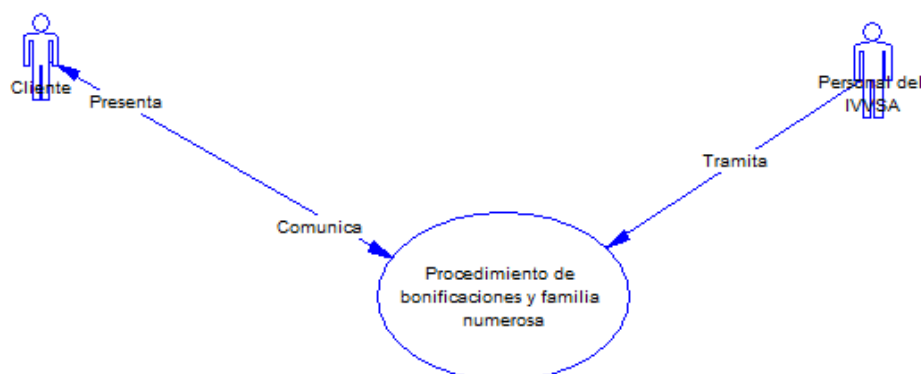 Cliente
Presenta
Personal del
IVVSA
Tramita
Comunica
Procedimiento de
bonificaciones y familia
numerosa